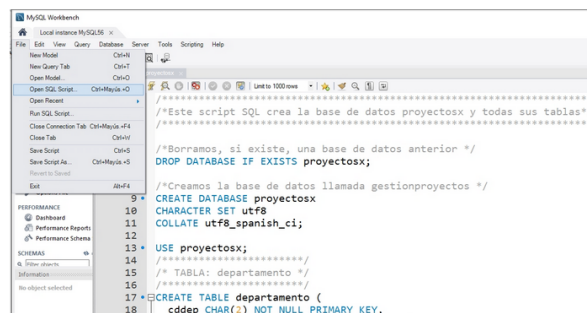 MySQL Workbench
Local instance MySQL56 ×
File Edit View Query Database Server Tools Scripting Help
New Model Ctrl+N
New Query Tab Ctrl+T
Open Model... Ctrl+O
Open SQL Script... Ctrl+Mayús.+O
Open Recent
Run SQL Script...
Close Connection Tab Ctrl+Mayús.+F4
Close Tab Ctrl+W
Save Script Ctrl+S
Save Script As... Ctrl+Mayús.+S
Revert to Saved
Exit Alt+F4
Limit to 1000 rows
/*Este script SQL crea la base de datos proyectosx y todas sus tablas*
/*Borramos, si existe, una base de datos anterior */
DROP DATABASE IF EXISTS proyectosx;
/*Creamos la base de datos llamada gestionproyectos */
9 CREATE DATABASE proyectosx
10 CHARACTER SET utf8
11 COLLATE utf8_spanish_ci;
12
13 USE proyectosx;
14 /***********************/
15 /* TABLA: departamento */
16 /***********************/
17 CREATE TABLE departamento (
18 cddep CHAR(2) NOT NULL PRIMARY KEY,
PERFORMANCE
Dashboard
Performance Reports
Performance Schema
SCHEMAS
Filter objects
Information
No object selected